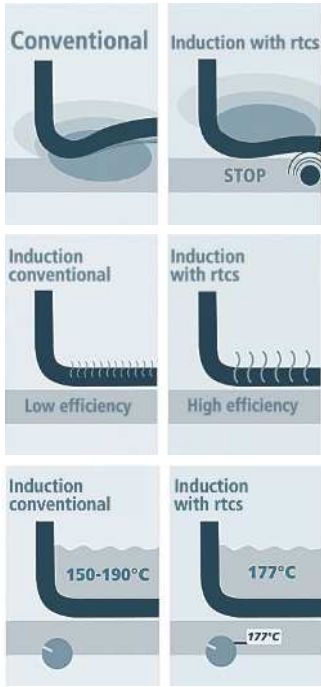 Conventional
Induction with rtcs
STOP
Induction
conventional
Low efficiency
Induction
with rtcs
High efficiency
Induction
conventional
150-190°C
Induction
with rtcs
177°C
177°C